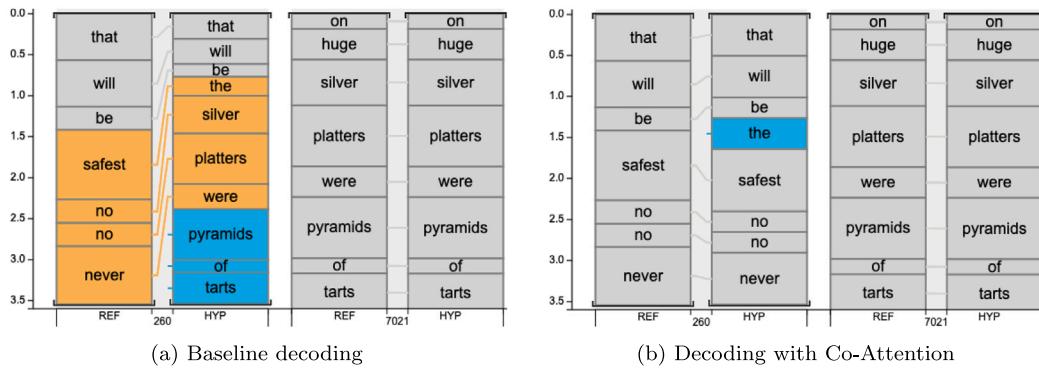 0.0
0.5
1.0
1.5
2.0
2.5
3.0
3.5
that
will
be
safest
no
no
never
that
will
be
the
silver
platters
were
pyramids
of
tarts
on
huge
silver
platters
were
pyramids
of
tarts
on
huge
silver
platters
were
pyramids
of
tarts
REF 260 HYP
REF 7021 HYP
(a) Baseline decoding
0.0
0.5
1.0
1.5
2.0
2.5
3.0
3.5
that
will
be
safest
no
no
never
that
will
be
the
safest
no
no
never
on
huge
silver
platters
were
pyramids
of
tarts
on
huge
silver
platters
were
pyramids
of
tarts
REF 260 HYP
REF 7021 HYP
(b) Decoding with Co-Attention